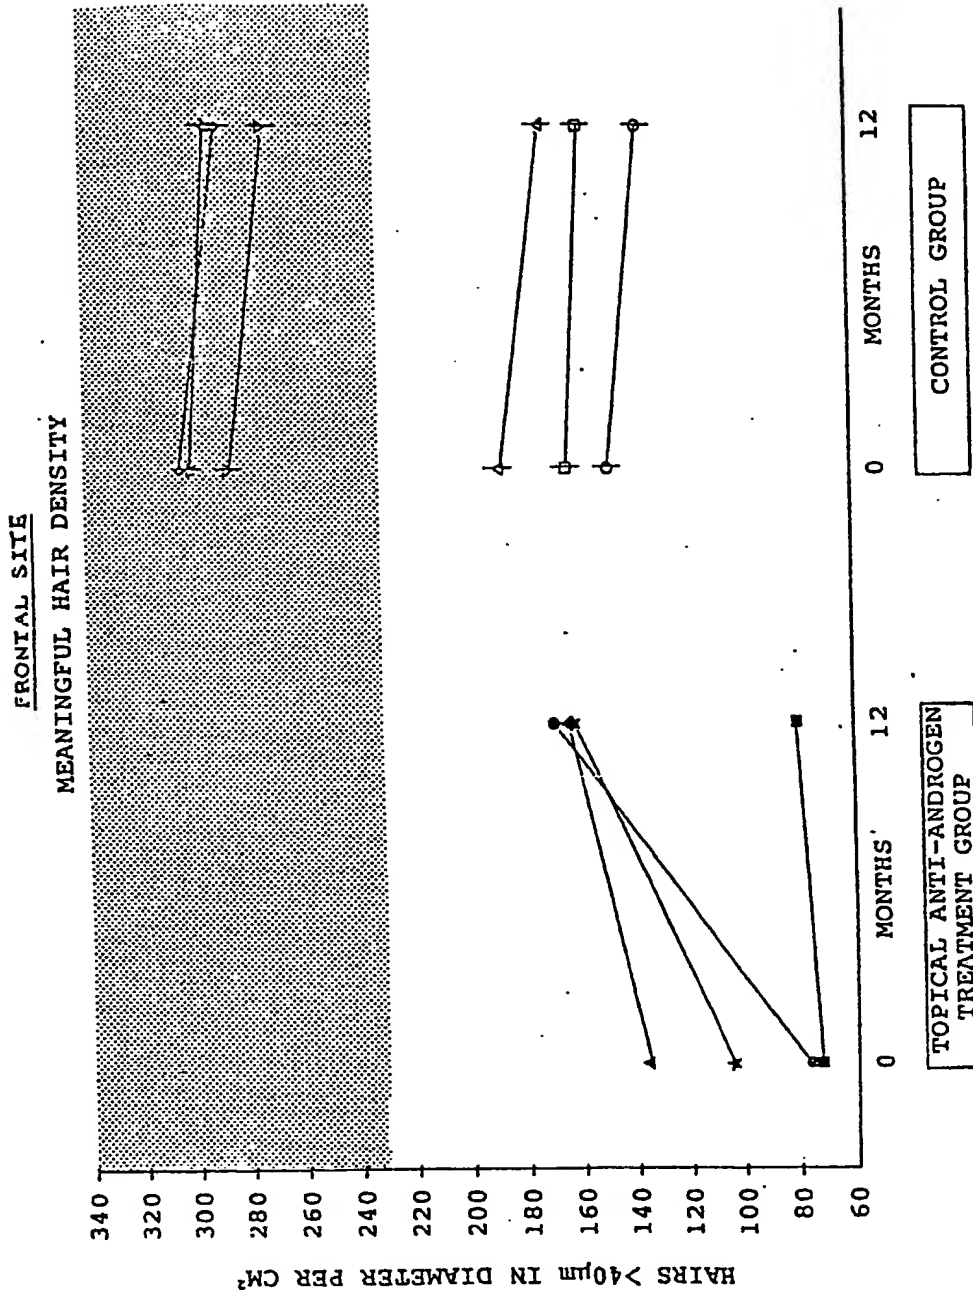 FRONTAL SITE
MEANINGFUL HAIR DENSITY
HAIRS >40µm IN DIAMETER PER CM²
340
320
300
280
260
240
220
200
180
160
140
120
100
80
60
0
MONTHS'
12
0
MONTHS
12
TOPICAL ANTI-ANDROGEN
TREATMENT GROUP
CONTROL GROUP